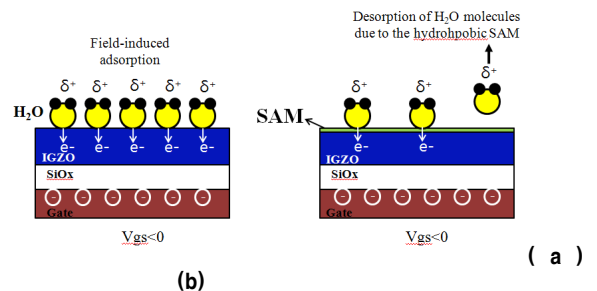 Field-induced
adsorption
δ+ δ+ δ+ δ+ δ+
H₂O
e- e- e- e- e-
IGZO
SiOx
- - - - - -
Gate
Vgs<0
(b)
Desorption of H₂O molecules
due to the hydrohpobic SAM
δ+ δ+ δ+
SAM
e- e-
IGZO
SiOx
- - - - - -
Gate
Vgs<0
( a )